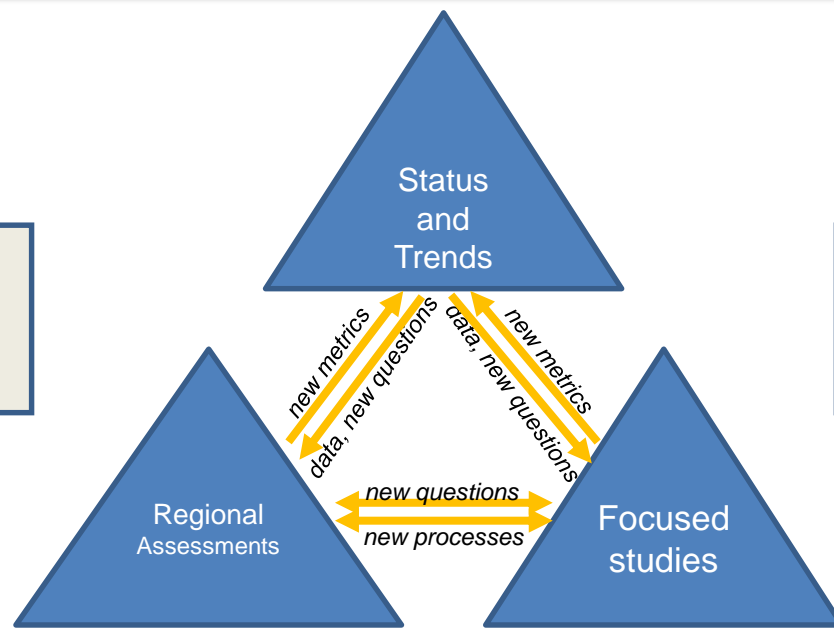 Status
and
Trends
new metrics
data, new questions
data, new questions
new metrics
Regional
Assessments
new questions
new processes
Focused
studies